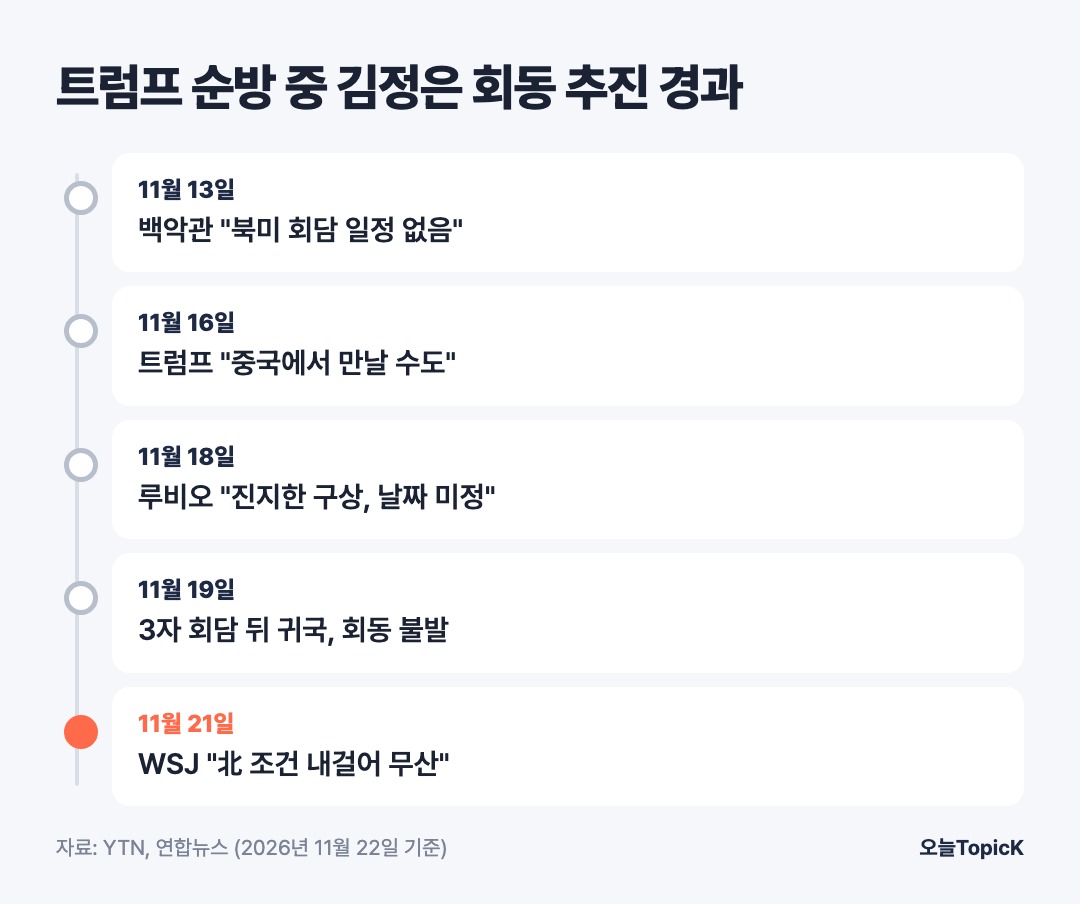 트럼프 순방 중 김정은 회동 추진 경과
11월 13일
백악관 "북미 회담 일정 없음"
11월 16일
트럼프 "중국에서 만날 수도"
11월 18일
루비오 "진지한 구상, 날짜 미정"
11월 19일
3자 회담 뒤 귀국, 회동 불발
11월 21일
WSJ "北 조건 내걸어 무산"
자료: YTN, 연합뉴스 (2026년 11월 22일 기준)
오늘TopicK